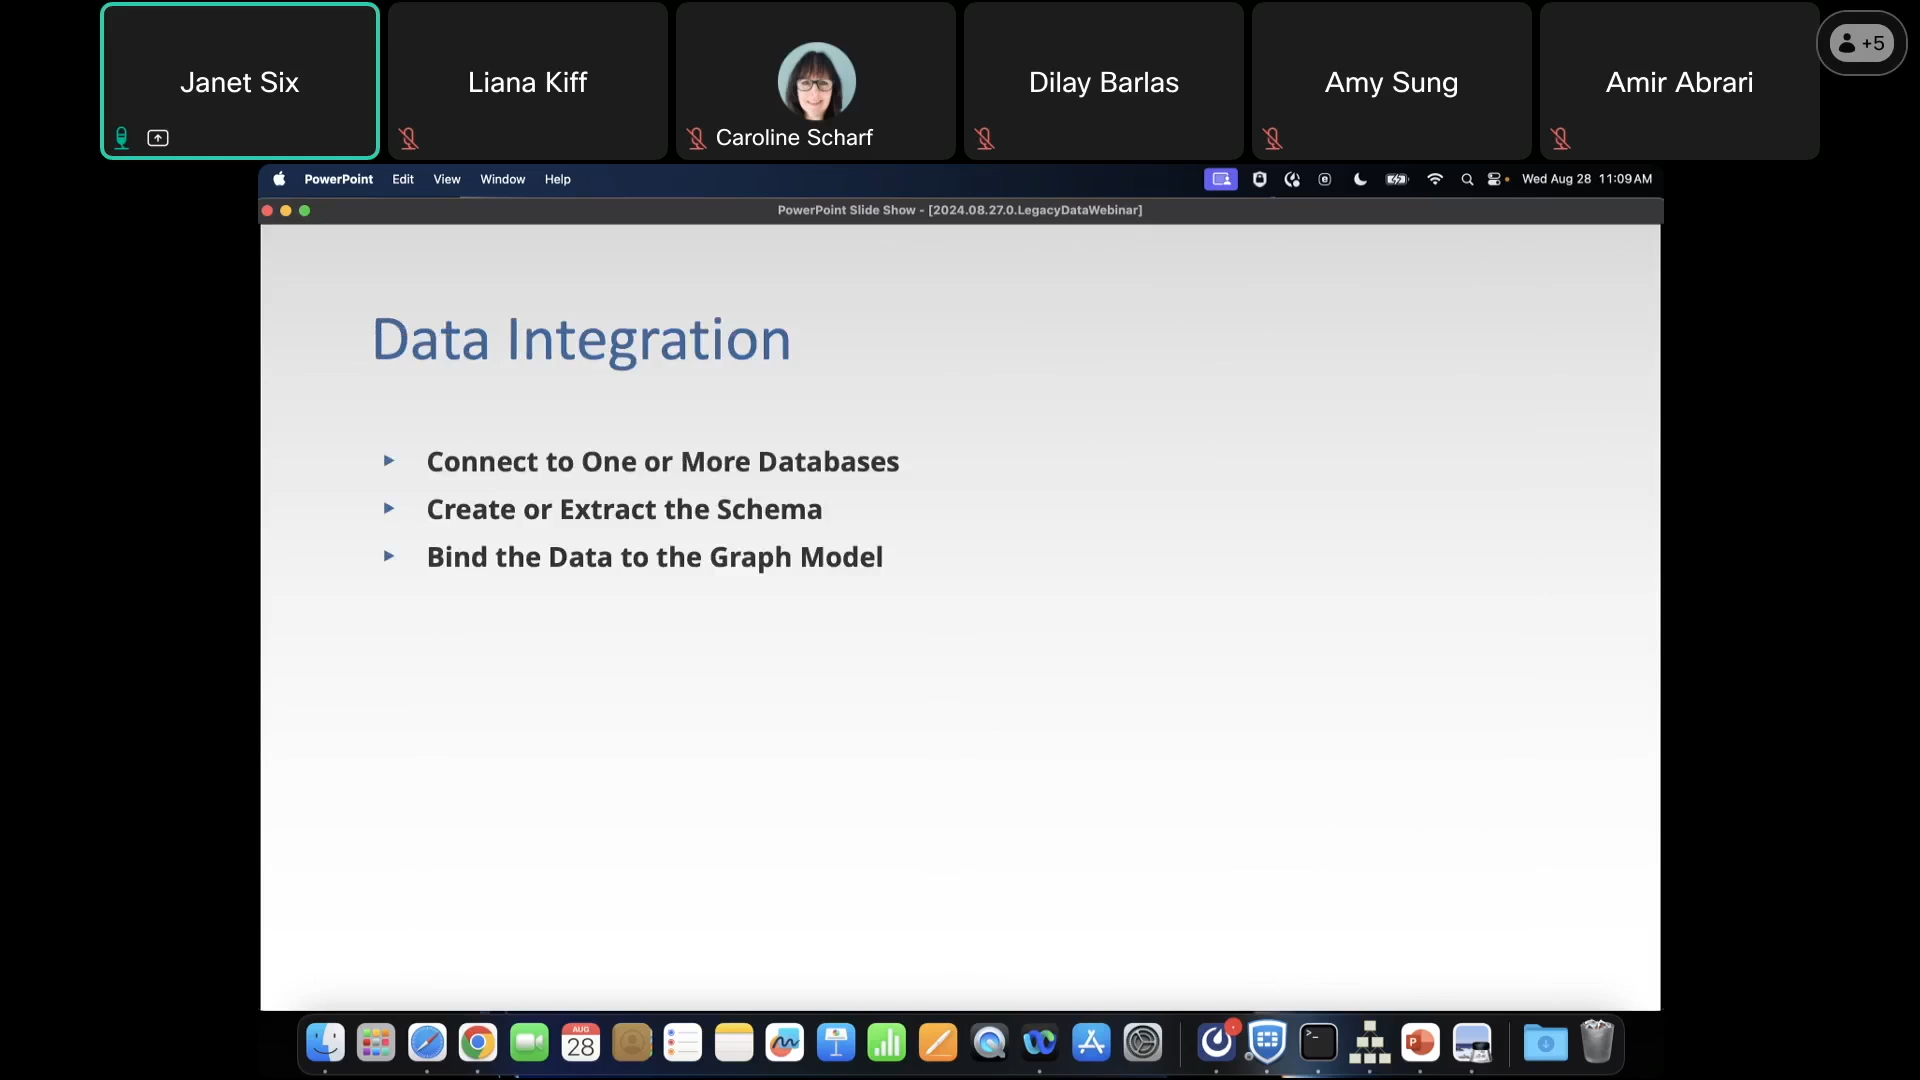 Janet Six
Liana Kiff
Caroline Scharf
Dilay Barlas
Amy Sung
Amir Abrari
+5
PowerPoint Edit View Window Help
Wed Aug 28 11:09 AM
PowerPoint Slide Show - [2024.08.27.0.LegacyDataWebinar]
Data Integration
Connect to One or More Databases
Create or Extract the Schema
Bind the Data to the Graph Model
AUG
28
P